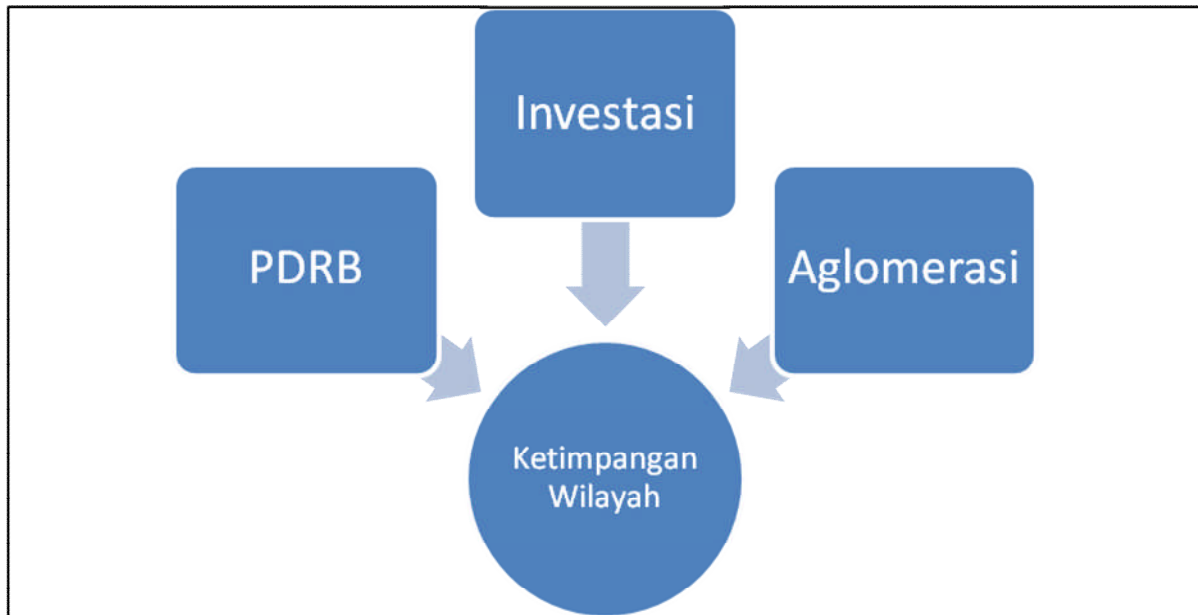 Investasi
PDRB
Aglomerasi
Ketimpangan
Wilayah